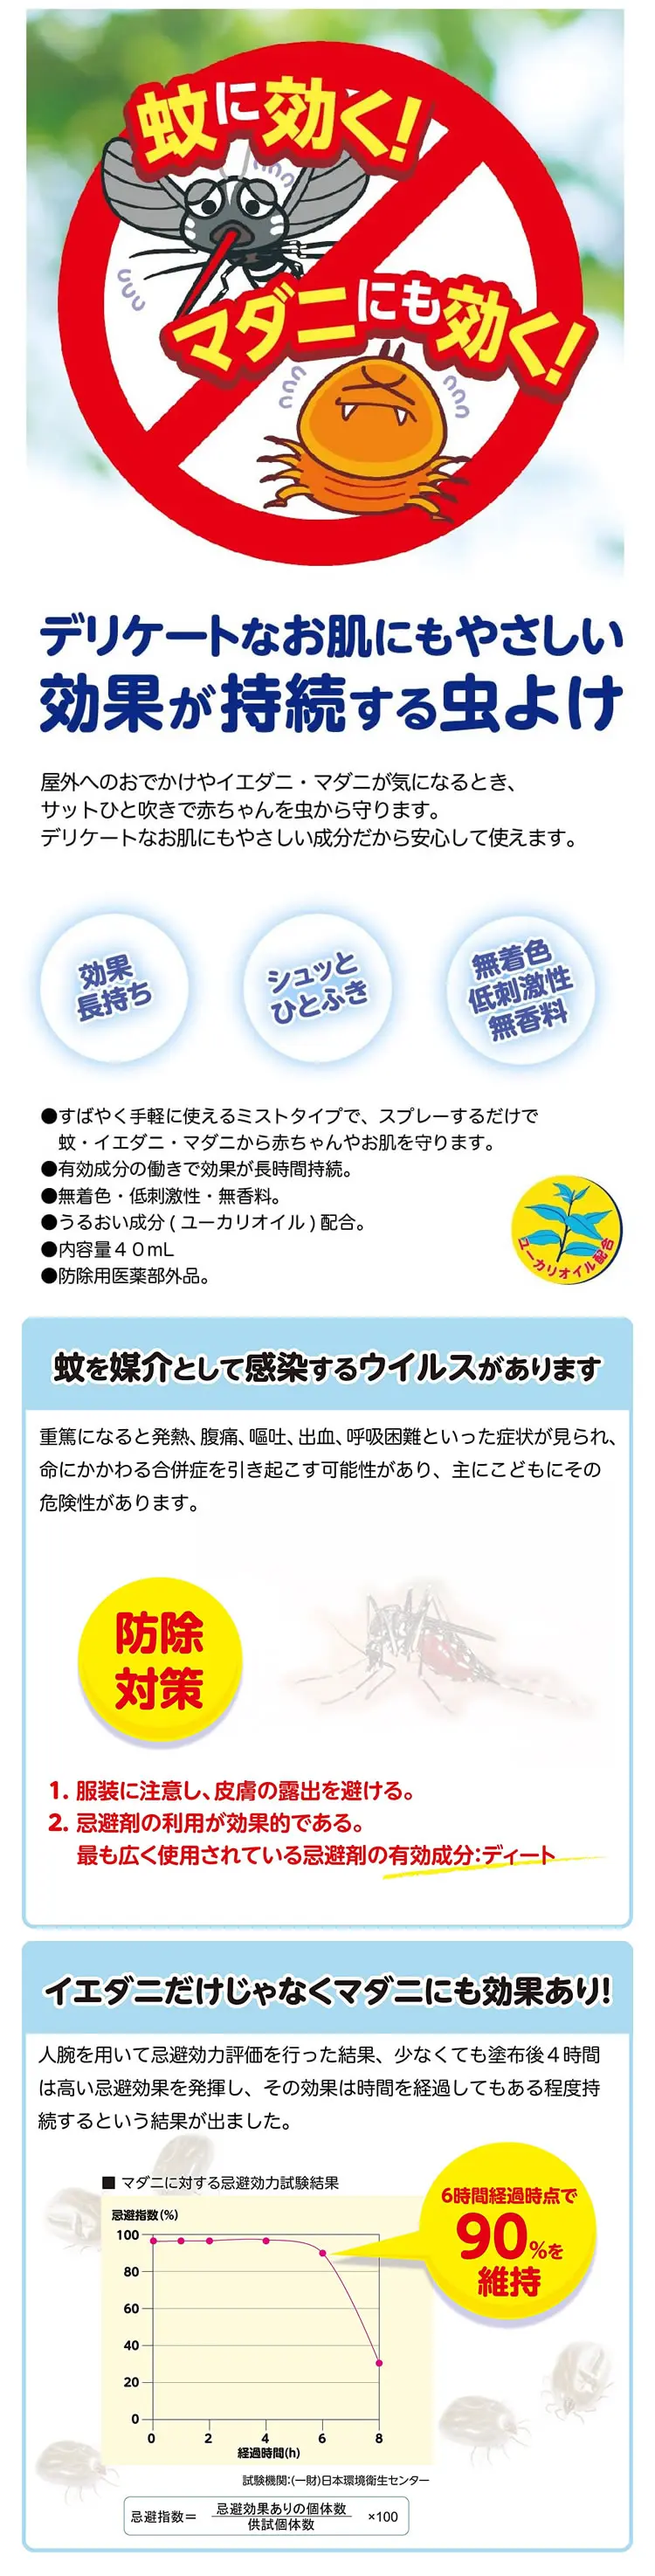 蚊に効く!
マダニにも効く!
デリケートなお肌にもやさしい
効果が持続する虫よけ
屋外へのおでかけやイエダニ・マダニが気になるとき、
サットひと吹きで赤ちゃんを虫から守ります。
デリケートなお肌にもやさしい成分だから安心して使えます。
効果
長持ち
シュッと
ひとふき
無着色
低刺激性
無香料
●すばやく手軽に使えるミストタイプで、スプレーするだけで
蚊・イエダニ・マダニから赤ちゃんやお肌を守ります。
●有効成分の働きで効果が長時間持続。
●無着色・低刺激性・無香料。
●うるおい成分(ユーカリオイル)配合。
●内容量40mL
●防除用医薬部外品。
ユーカリオイル配合
蚊を媒介として感染するウイルスがあります
重篤になると発熱、腹痛、嘔吐、出血、呼吸困難といった症状が見られ、
命にかかわる合併症を引き起こす可能性があり、主にこどもにその
危険性があります。
防除
対策
1. 服装に注意し、皮膚の露出を避ける。
2. 忌避剤の利用が効果的である。
最も広く使用されている忌避剤の有効成分:ディート
イエダニだけじゃなくマダニにも効果あり!
人腕を用いて忌避効力評価を行った結果、少なくても塗布後4時間
は高い忌避効果を発揮し、その効果は時間を経過してもある程度持
続するという結果が出ました。
■ マダニに対する忌避効力試験結果
忌避指数(%)
100
80
60
40
20
0
0 2 4 6 8
経過時間(h)
6時間経過時点で
90%を
維持
試験機関:(一財)日本環境衛生センター
忌避指数= 忌避効果ありの個体数 ×100
供試個体数